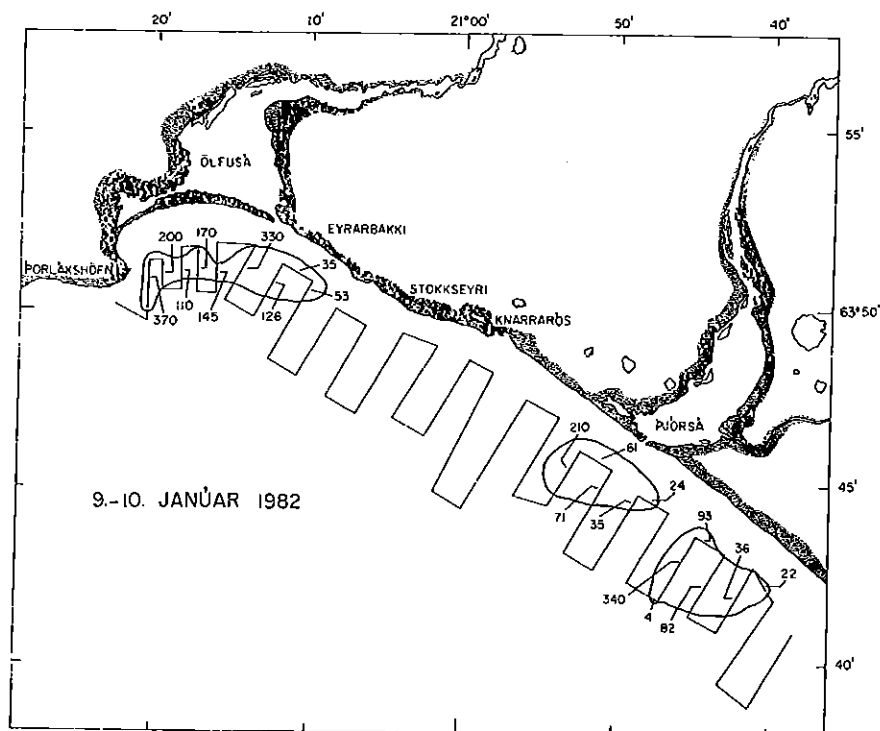 20' 10' 21°00' 50' 40'
55'
ÖLFUSÁ
EYRARBAKKI
200 170 330 35
ÞORLÁKSHÖFN
STOKKSEYRI
53
370 110 145 126
KNARRARÓS
63°50'
ÞJÓRSÁ
210 61
45'
9.-10. JANÚAR 1982
24
71 35 93 36
22
340 4 82
40'